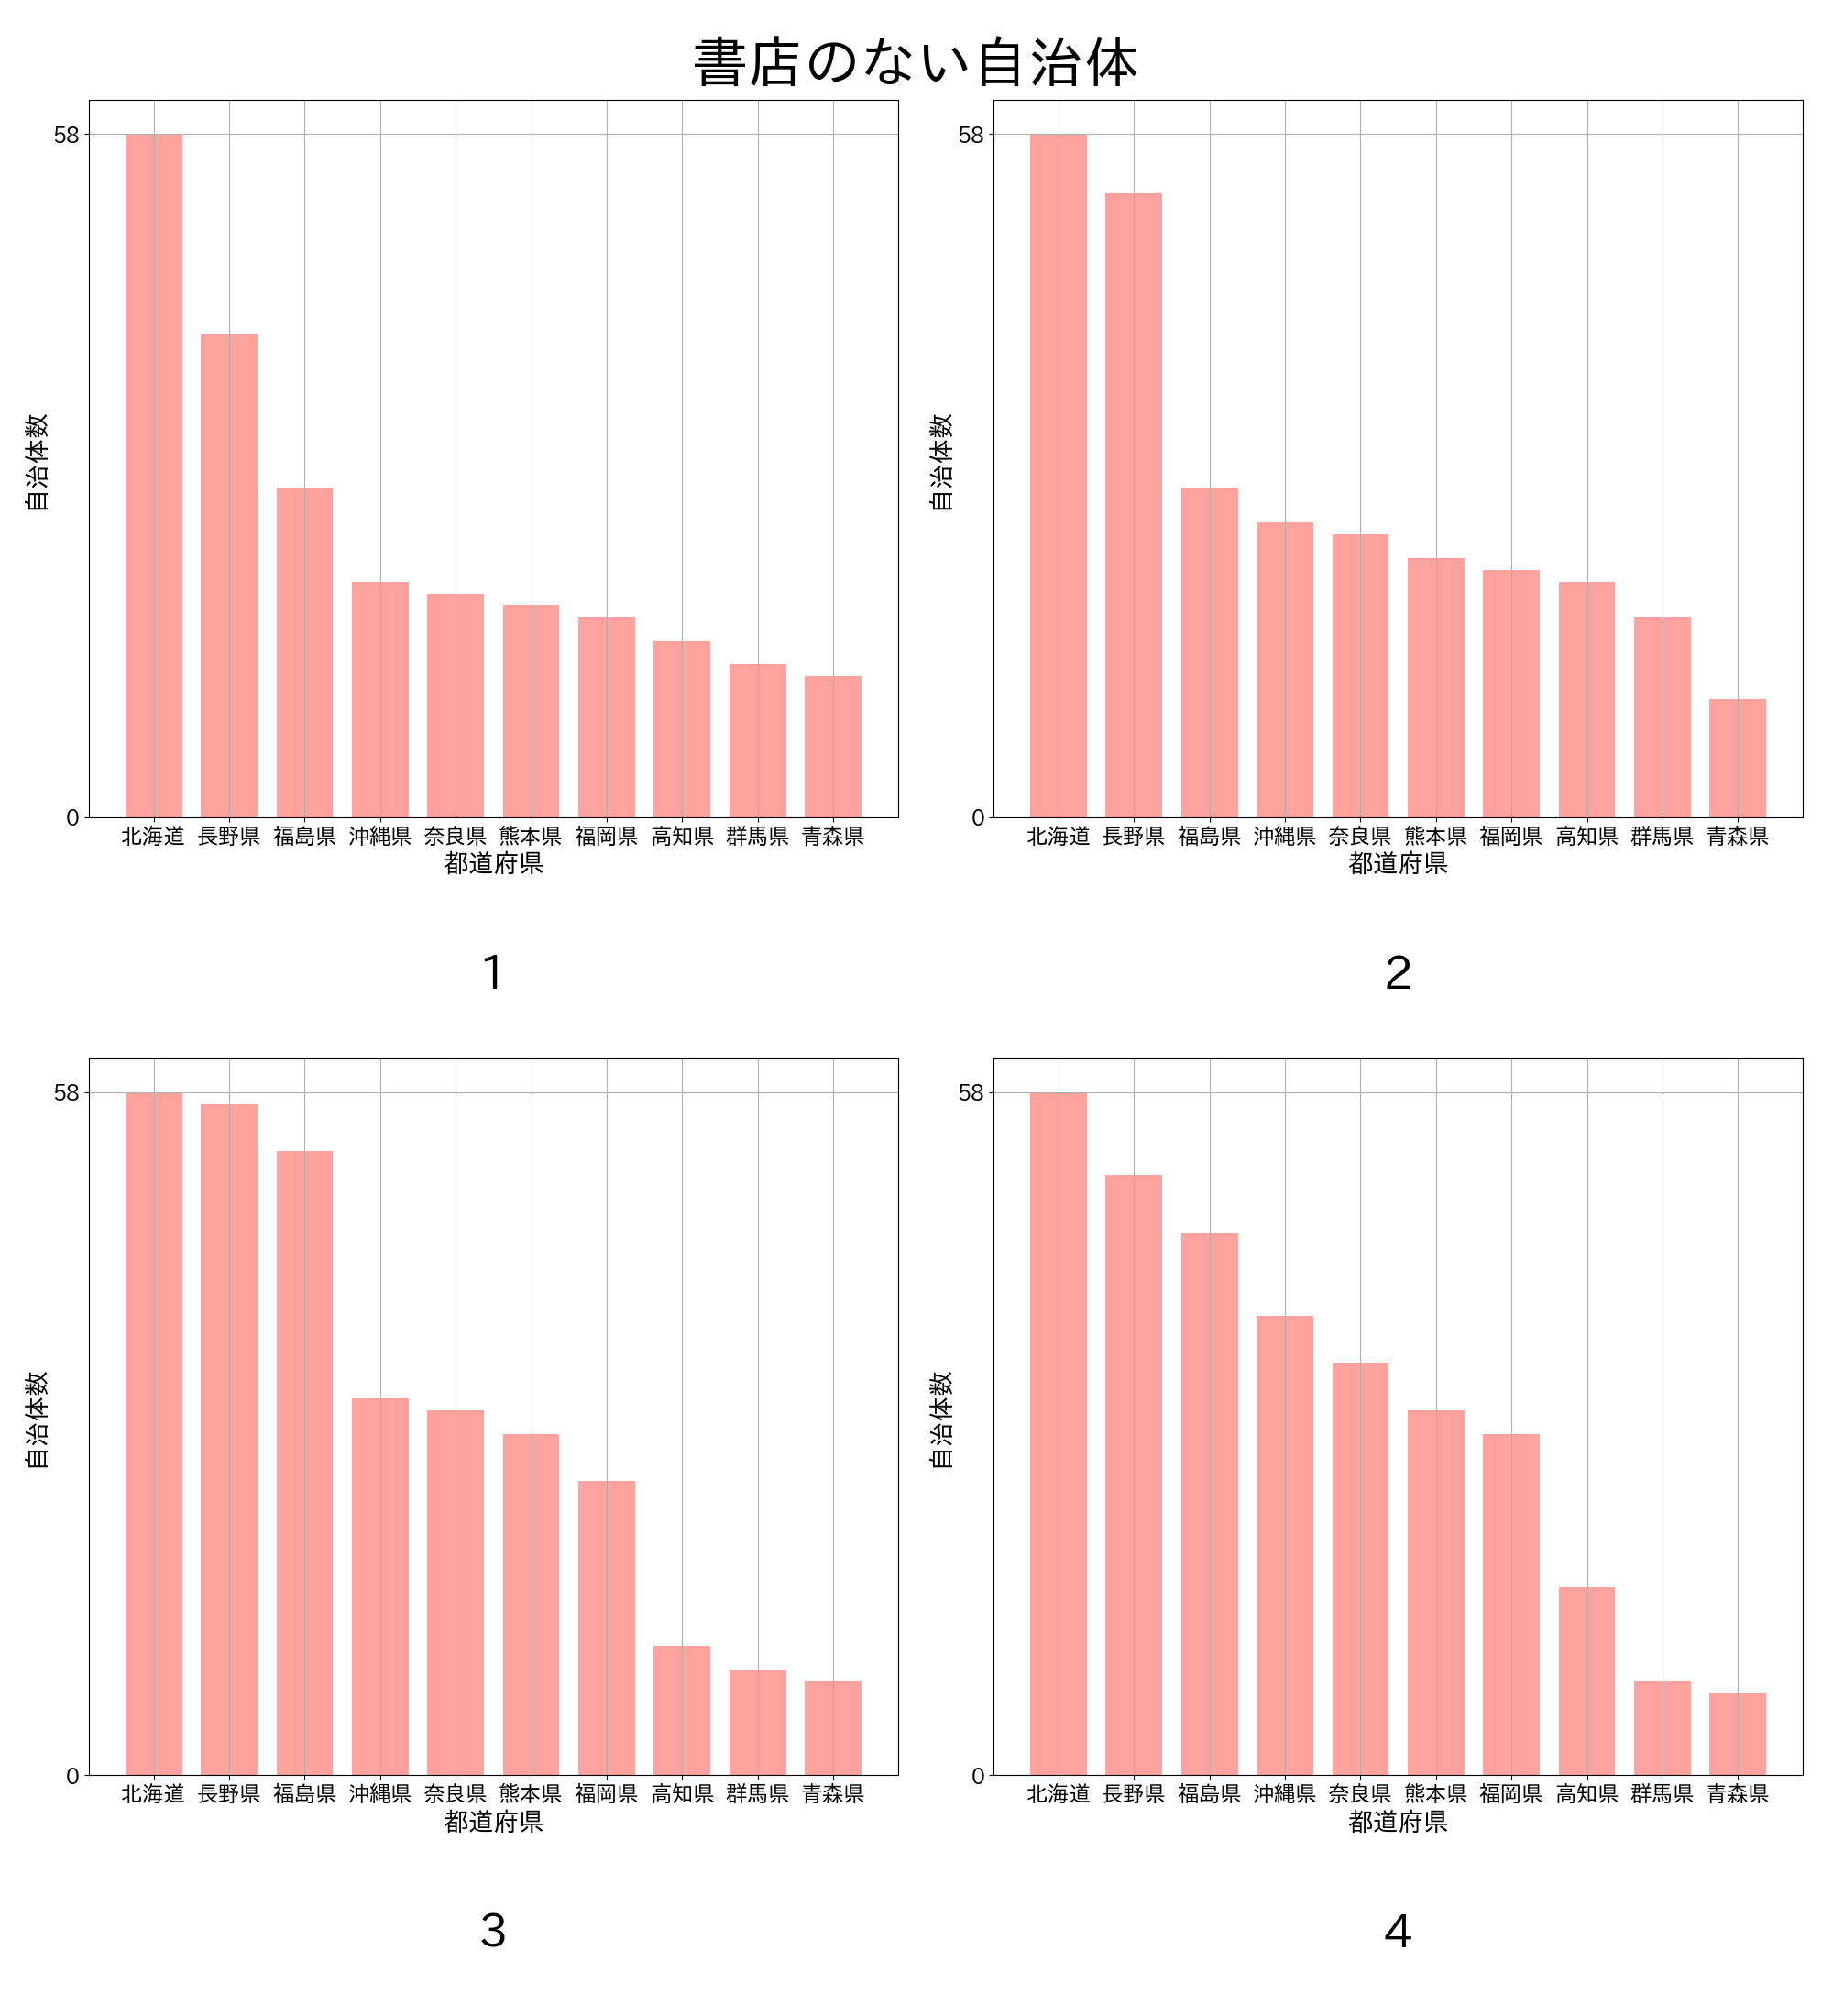 書店のない自治体
58
0
自治体数
北海道 長野県 福島県 沖縄県 奈良県 熊本県 福岡県 高知県 群馬県 青森県
都道府県
1
58
0
自治体数
北海道 長野県 福島県 沖縄県 奈良県 熊本県 福岡県 高知県 群馬県 青森県
都道府県
2
58
0
自治体数
北海道 長野県 福島県 沖縄県 奈良県 熊本県 福岡県 高知県 群馬県 青森県
都道府県
3
58
0
自治体数
北海道 長野県 福島県 沖縄県 奈良県 熊本県 福岡県 高知県 群馬県 青森県
都道府県
4